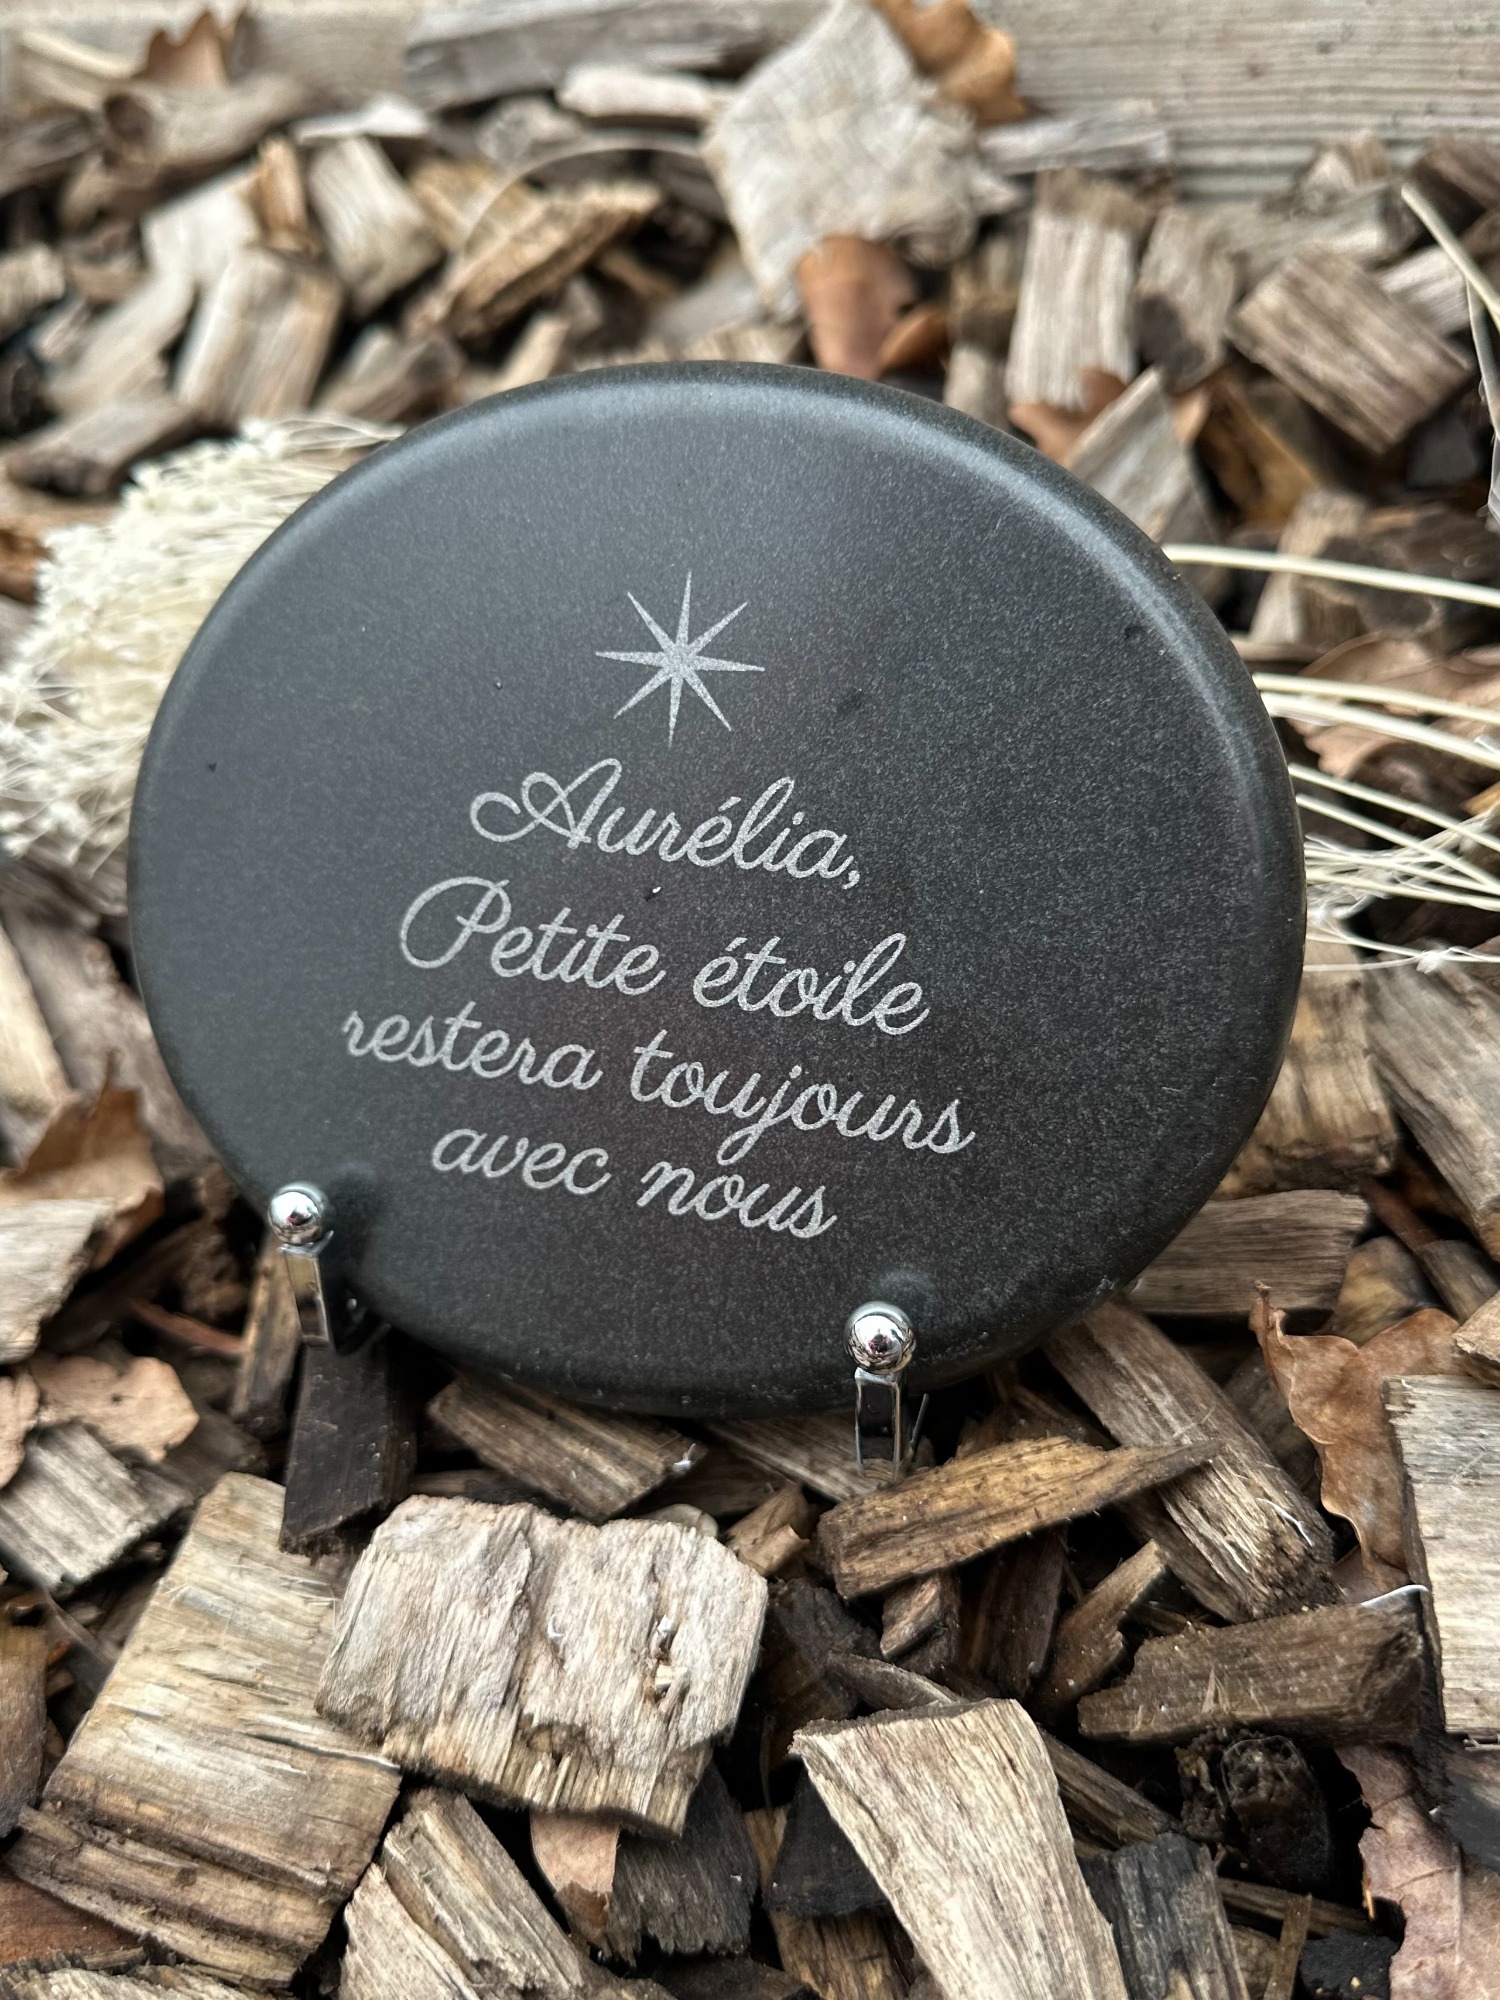 Aurélia,
Petite étoile
restera toujours
avec nous